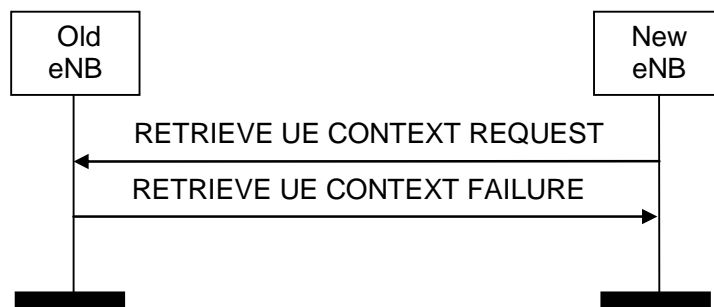 Old
eNB
New
eNB
RETRIEVE UE CONTEXT REQUEST
RETRIEVE UE CONTEXT FAILURE